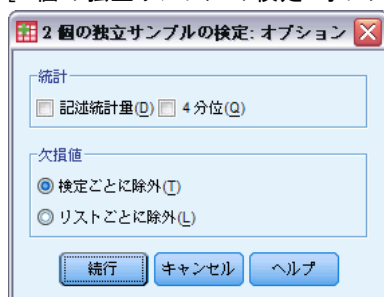 2 個の独立サンプルの検定: オプション
統計
記述統計量(D) 4 分位(Q)
欠損値
検定ごとに除外(T)
リストごとに除外(L)
続行 キャンセル ヘルプ